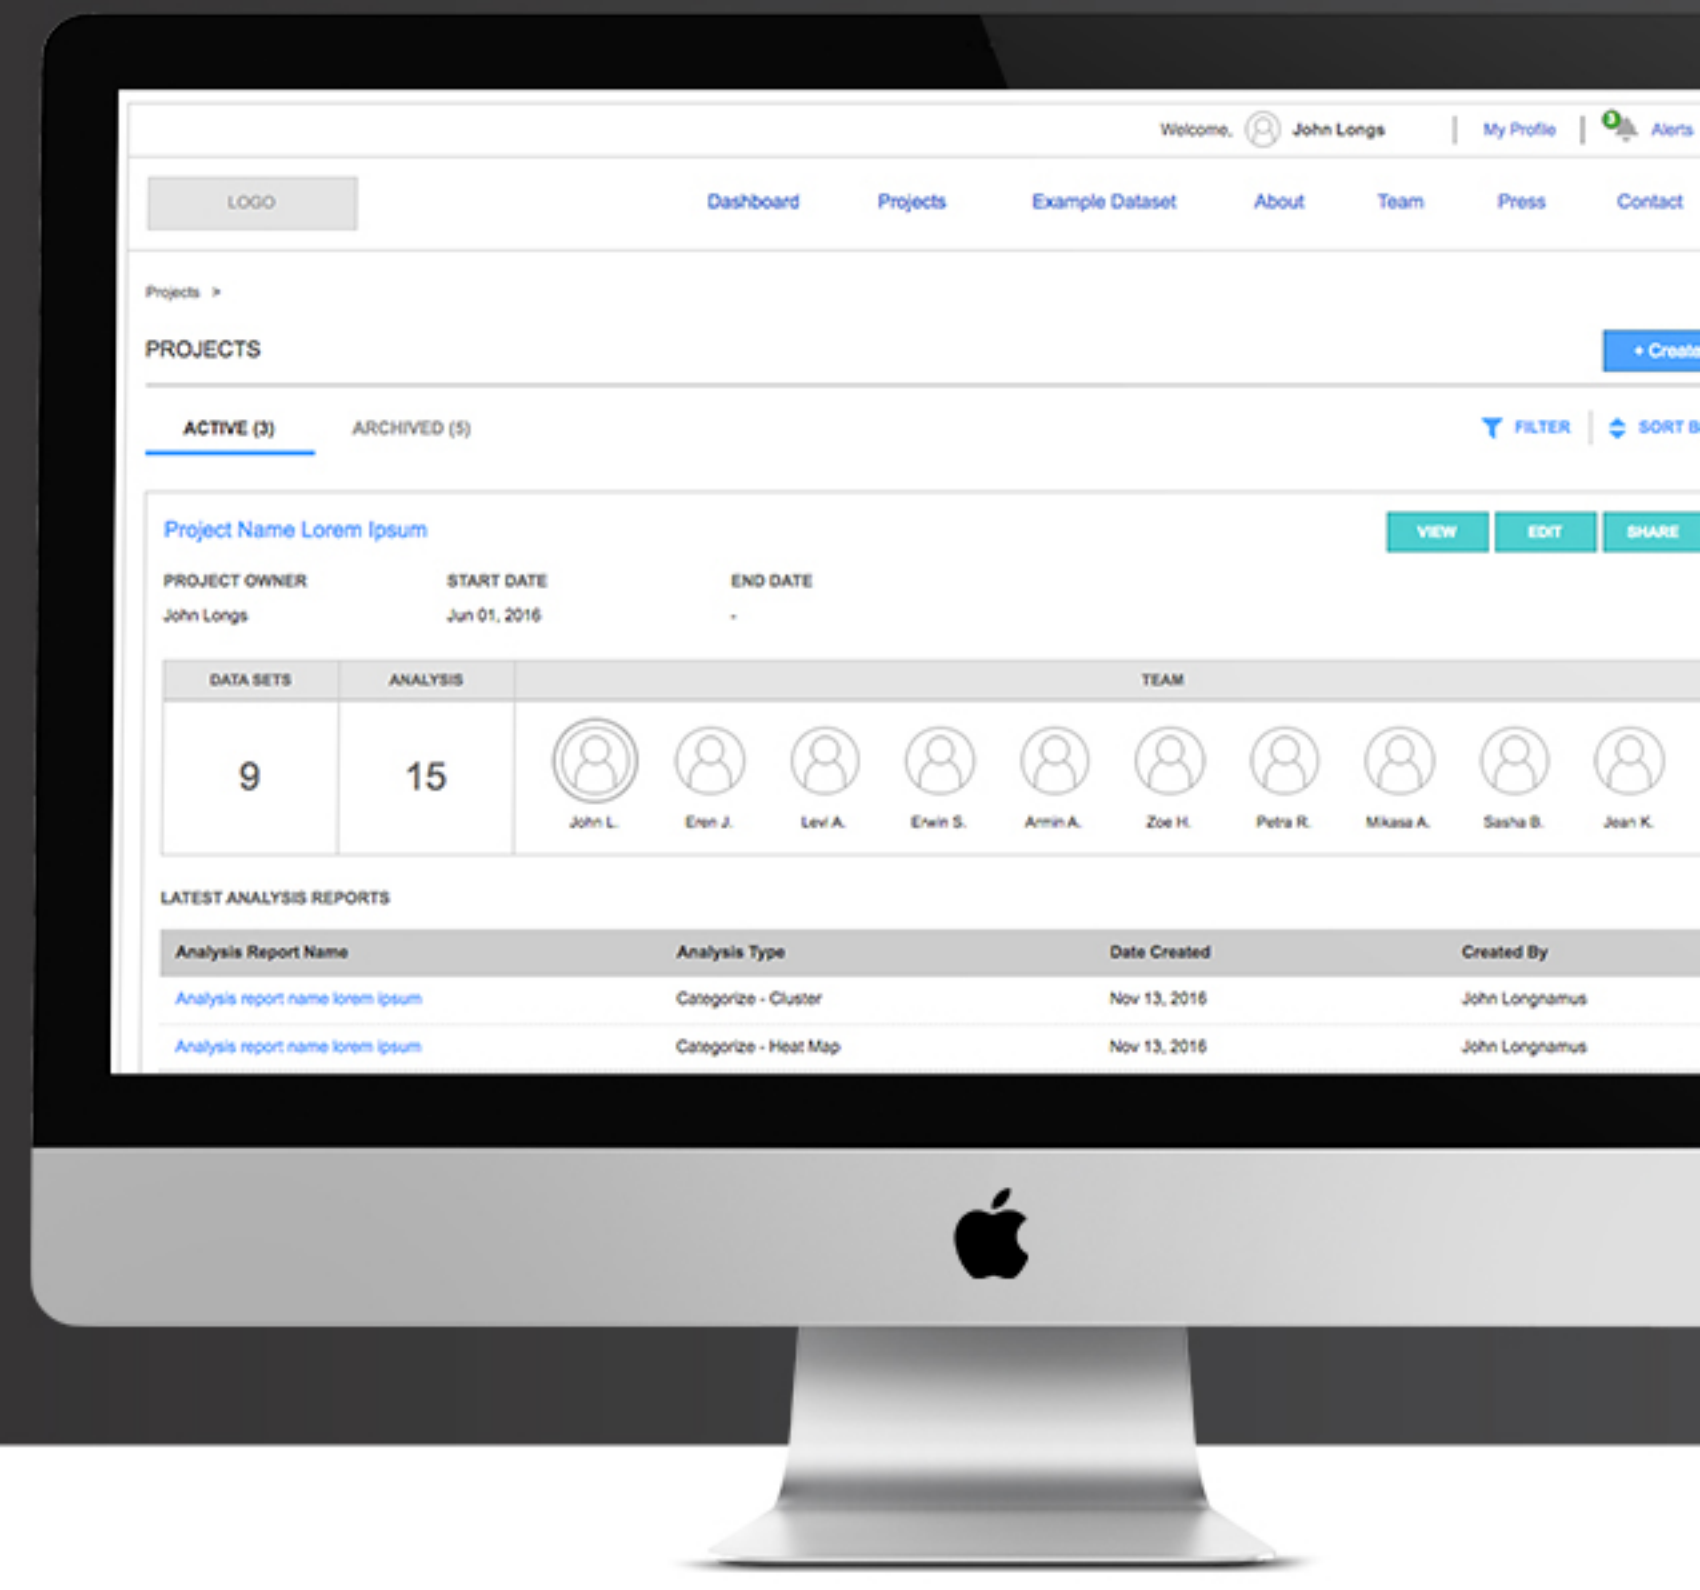 Welcome, John Longs | My Profile | 3 Alerts
LOGO Dashboard Projects Example Dataset About Team Press Contact
Projects >
PROJECTS + Create
ACTIVE (3) ARCHIVED (5) FILTER SORT B
Project Name Lorem Ipsum VIEW EDIT SHARE
PROJECT OWNER START DATE END DATE
John Longs Jun 01, 2016 -
DATA SETS ANALYSIS TEAM
9 15
John L. Eren J. Levi A. Erwin S. Armin A. Zoe H. Petra R. Mikasa A. Sasha B. Jean K.
LATEST ANALYSIS REPORTS
Analysis Report Name Analysis Type Date Created Created By
Analysis report name lorem ipsum Categorize - Cluster Nov 13, 2016 John Longnamus
Analysis report name lorem ipsum Categorize - Heat Map Nov 13, 2016 John Longnamus